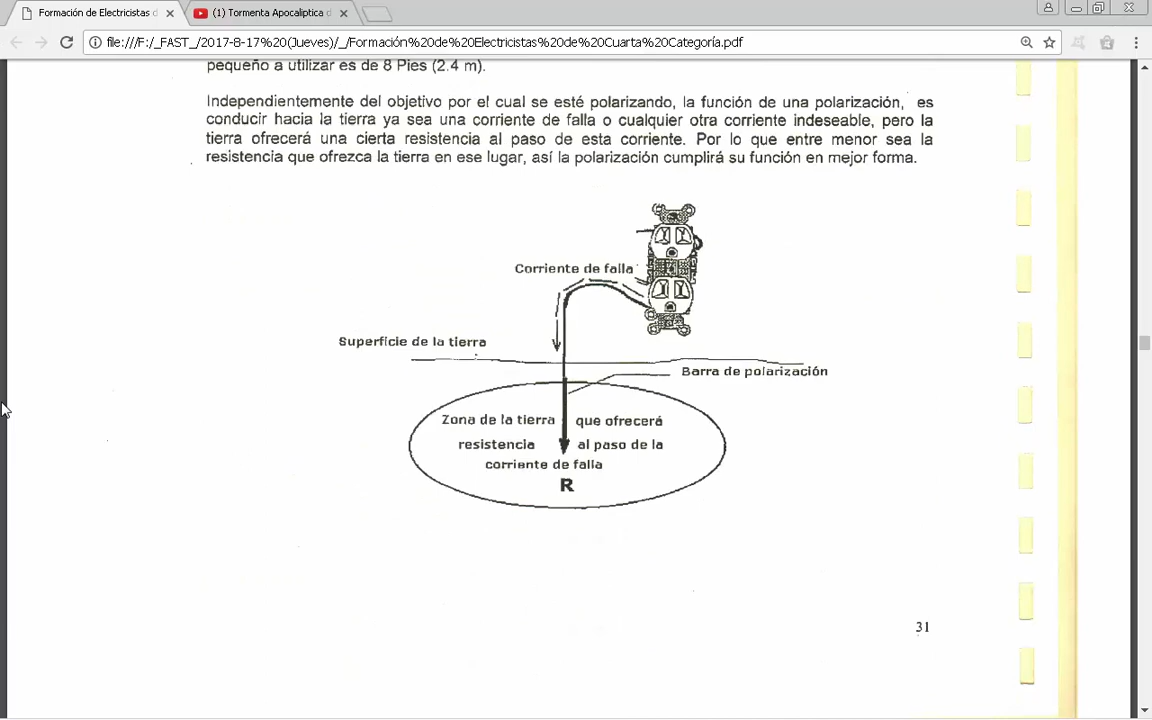 Formación de Electricistas d
(1) Tormenta Apocaliptica d
file:///F:/_FAST_/2017-8-17%20(Jueves)/_/Formación%20de%20Electricistas%20de%20Cuarta%20Categoría.pdf
pequeño a utilizar es de 8 Pies (2.4 m).
Independientemente del objetivo por el cual se esté polarizando, la función de una polarización, es
conducir hacia la tierra ya sea una corriente de falla o cualquier otra corriente indeseable, pero la
tierra ofrecerá una cierta resistencia al paso de esta corriente. Por lo que entre menor sea la
resistencia que ofrezca la tierra en ese lugar, así la polarización cumplirá su función en mejor forma.
Corriente de falla
Superficie de la tierra
Barra de polarización
Zona de la tierra que ofrecerá
resistencia al paso de la
corriente de falla
R
31